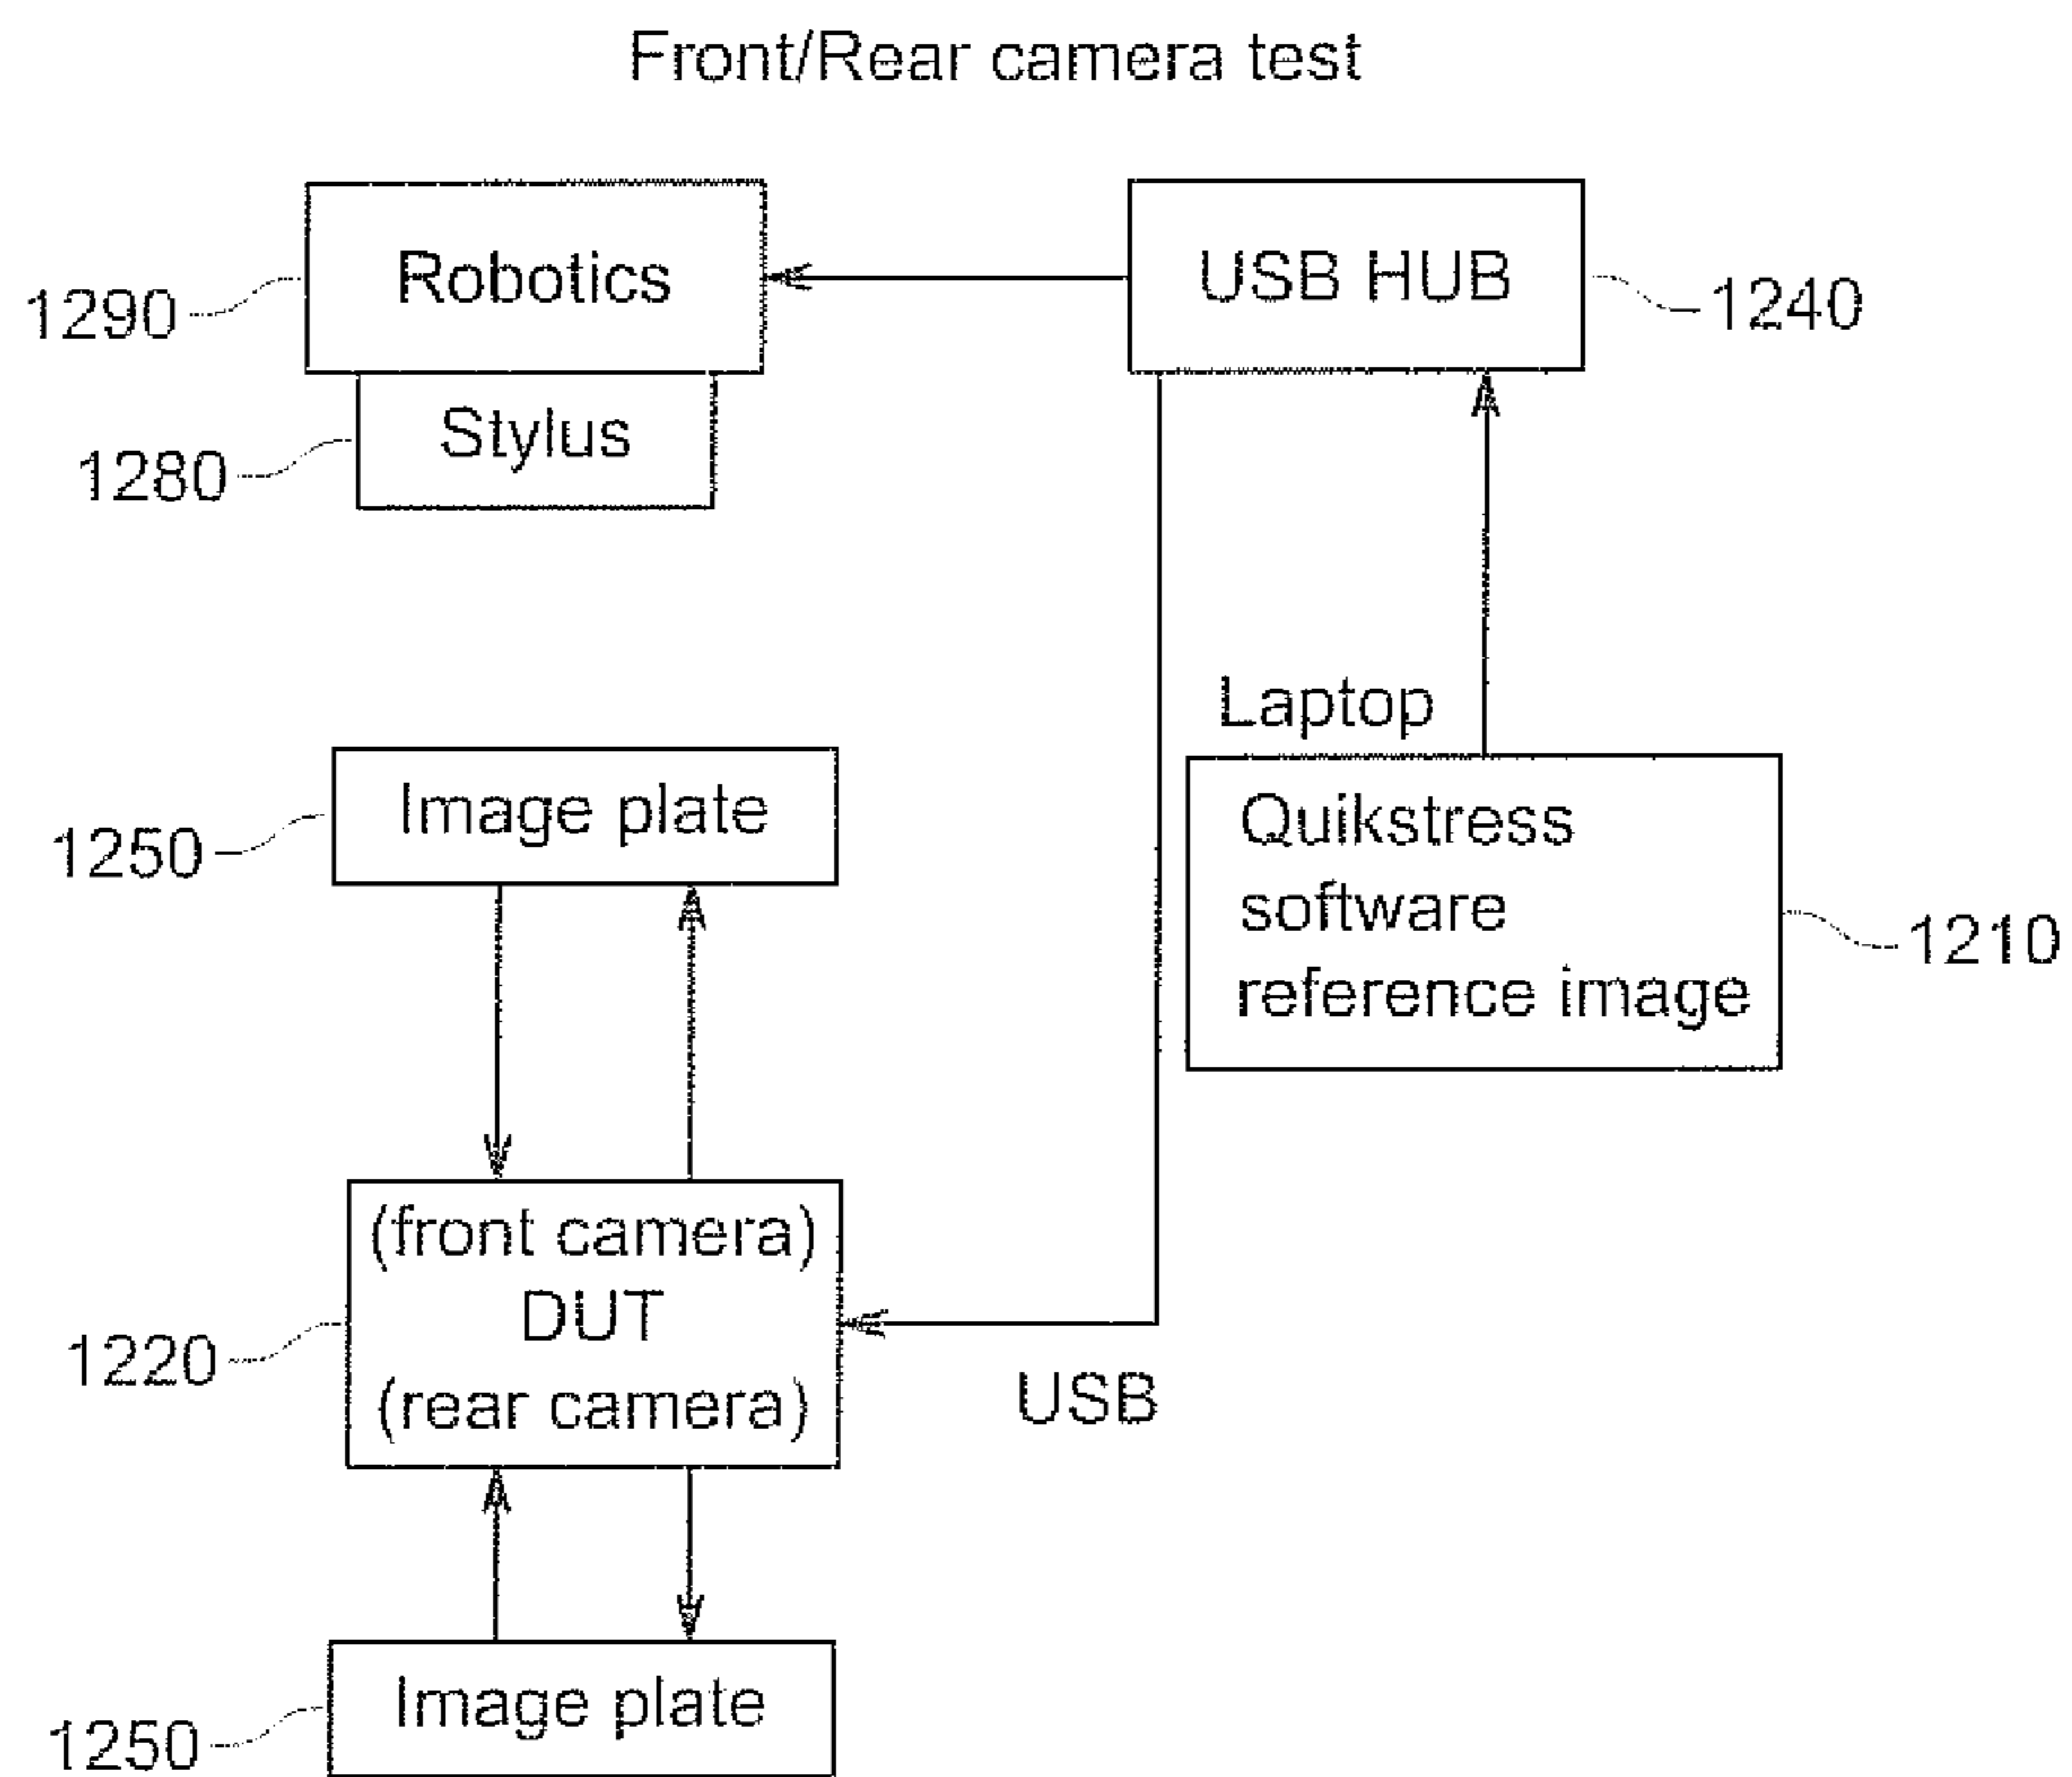 Front/Rear camera test
Robotics
USB HUB
1290
1240
Stylus
1280
Laptop
Image plate
1250
Quikstress
software
reference image
1210
(front camera)
DUT
(rear camera)
1220
USB
Image plate
1250